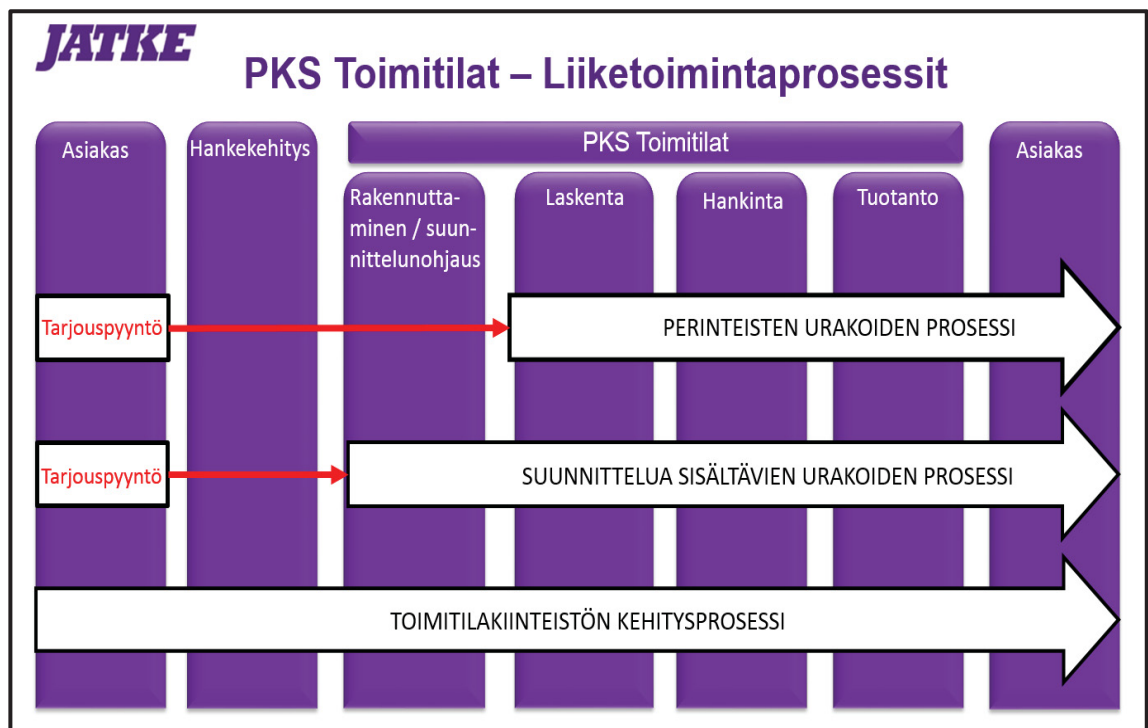 JATKE
PKS Toimitilat – Liiketoimintaprosessit
Asiakas
Hankekehitys
PKS Toimitilat
Asiakas
Rakennutta-
minen / suun-
nittelunohjaus
Laskenta
Hankinta
Tuotanto
Tarjouspyyntö
PERINTEISTEN URAKOIDEN PROSESSI
Tarjouspyyntö
SUUNNITTELUA SISÄLTÄVIEN URAKOIDEN PROSESSI
TOIMITILAKIINTEISTÖN KEHITYSPROSESSI